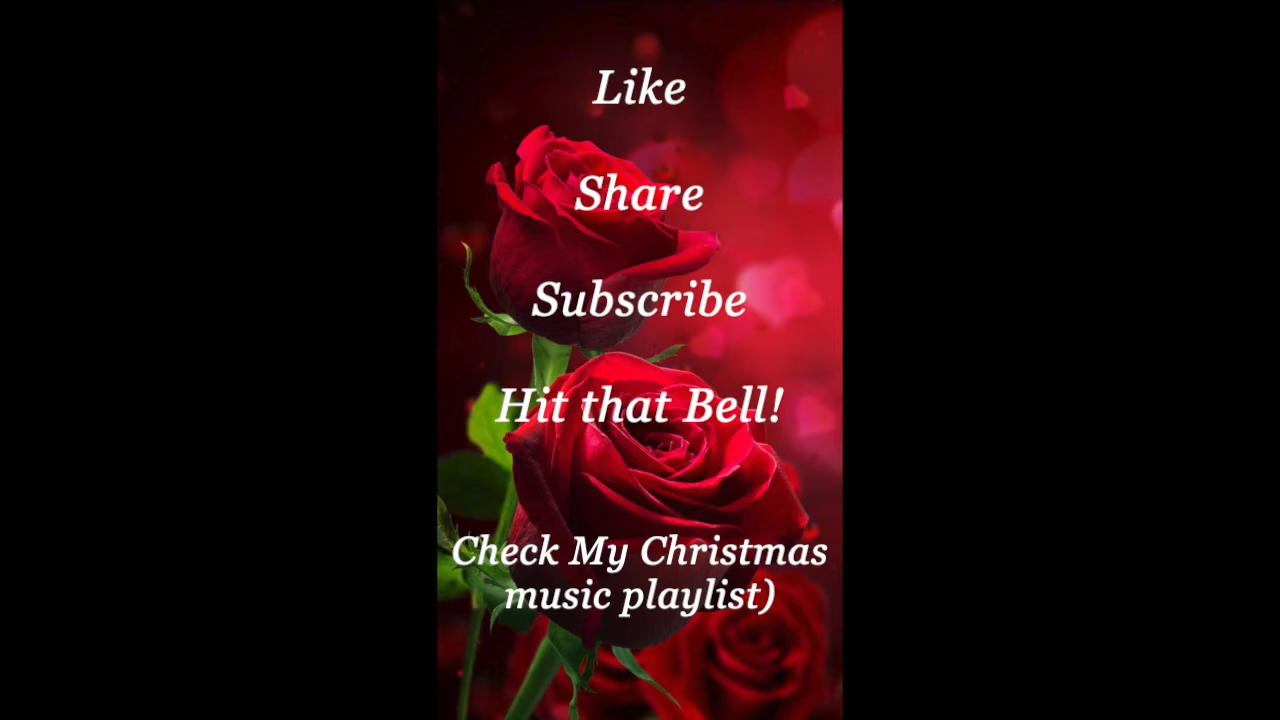 Like
Share
Subscribe
Hit that Bell!
Check My Christmas
music playlist)